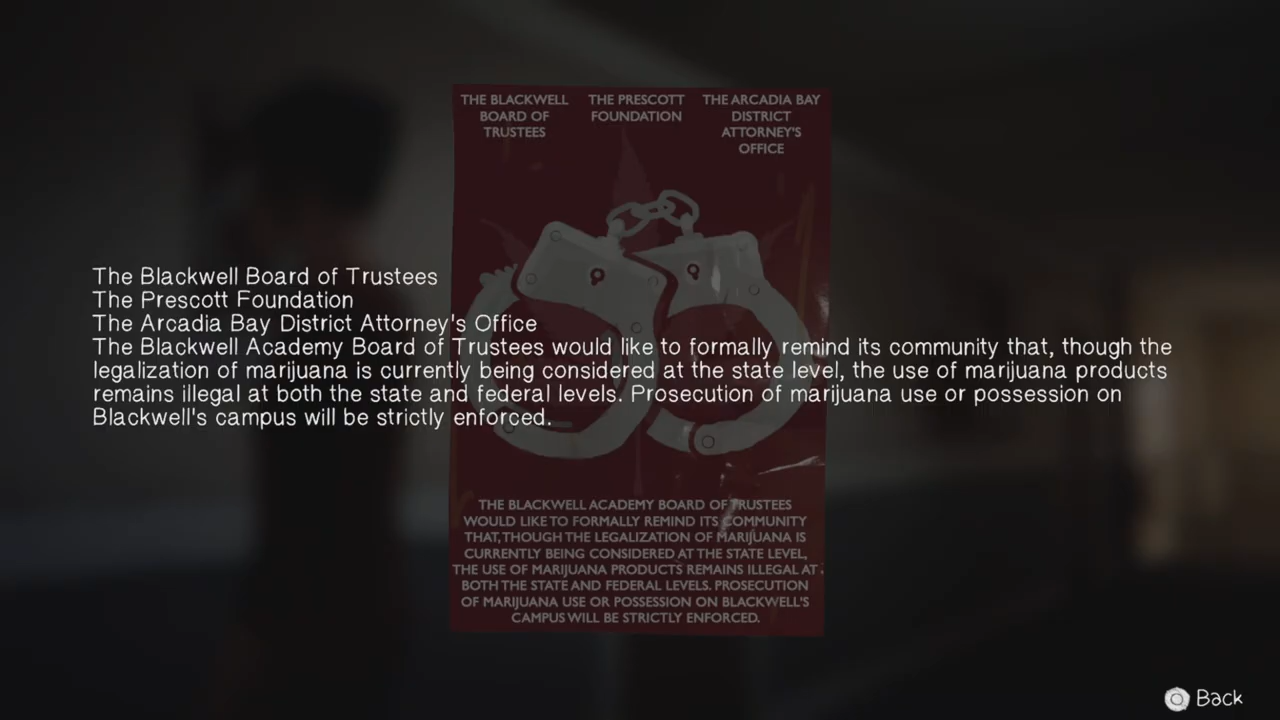 THE BLACKWELL
BOARD OF
TRUSTEES
THE PRESCOTT
FOUNDATION
THE ARCADIA BAY
DISTRICT
ATTORNEY'S
OFFICE
The Blackwell Board of Trustees
The Prescott Foundation
The Arcadia Bay District Attorney's Office
The Blackwell Academy Board of Trustees would like to formally remind its community that, though the
legalization of marijuana is currently being considered at the state level, the use of marijuana products
remains illegal at both the state and federal levels. Prosecution of marijuana use or possession on
Blackwell's campus will be strictly enforced.
THE BLACKWELL ACADEMY BOARD OF TRUSTEES
WOULD LIKE TO FORMALLY REMIND ITS COMMUNITY
THAT, THOUGH THE LEGALIZATION OF MARIJUANA IS
CURRENTLY BEING CONSIDERED AT THE STATE LEVEL,
THE USE OF MARIJUANA PRODUCTS REMAINS ILLEGAL AT
BOTH THE STATE AND FEDERAL LEVELS. PROSECUTION
OF MARIJUANA USE OR POSSESSION ON BLACKWELL'S
CAMPUS WILL BE STRICTLY ENFORCED.
Back